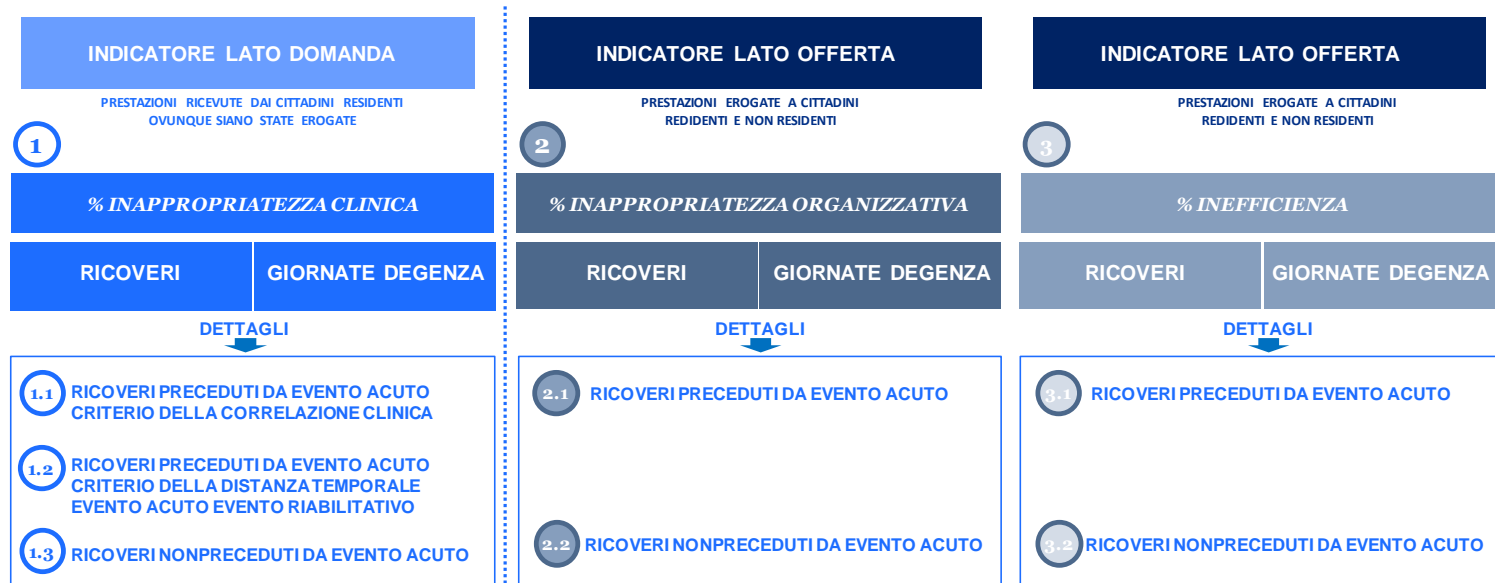 INDICATORE LATO DOMANDA
PRESTAZIONI RICEVUTE DAI CITTADINI RESIDENTI
OVUNQUE SIANO STATE EROGATE
1
% INAPPROPRIATEZZA CLINICA
RICOVERI
GIORNATE DEGENZA
DETTAGLI
1.1
RICOVERI PRECEDUTI DA EVENTO ACUTO
CRITERIO DELLA CORRELAZIONE CLINICA
1.2
RICOVERI PRECEDUTI DA EVENTO ACUTO
CRITERIO DELLA DISTANZA TEMPORALE
EVENTO ACUTO EVENTO RIABILITATIVO
1.3
RICOVERI NONPRECEDUTI DA EVENTO ACUTO
INDICATORE LATO OFFERTA
PRESTAZIONI EROGATE A CITTADINI
REDIDENTI E NON RESIDENTI
2
% INAPPROPRIATEZZA ORGANIZZATIVA
RICOVERI
GIORNATE DEGENZA
DETTAGLI
2.1
RICOVERI PRECEDUTI DA EVENTO ACUTO
2.2
RICOVERI NONPRECEDUTI DA EVENTO ACUTO
INDICATORE LATO OFFERTA
PRESTAZIONI EROGATE A CITTADINI
REDIDENTI E NON RESIDENTI
3
% INEFFICIENZA
RICOVERI
GIORNATE DEGENZA
DETTAGLI
3.1
RICOVERI PRECEDUTI DA EVENTO ACUTO
3.2
RICOVERI NONPRECEDUTI DA EVENTO ACUTO